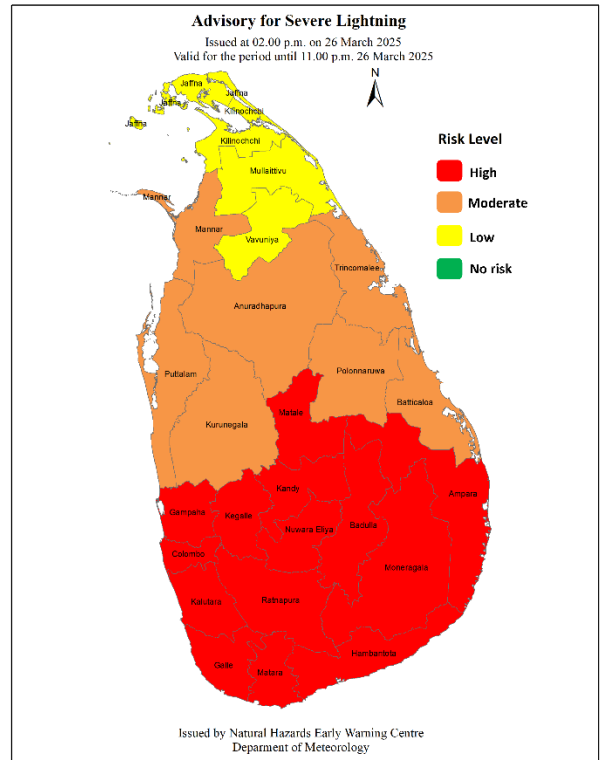 Advisory for Severe Lightning
Issued at 02.00 p.m. on 26 March 2025
Valid for the period until 11.00 p.m. 26 March 2025
N
Jaffna
Jaffna
Jaffna
Kilinochchi
Jaffna
Kilinochchi
Risk Level
High
Mullaittivu
Mannar
Moderate
Mannar
Vavuniya
Low
Trincomalee
No risk
Anuradhapura
Puttalam
Polonnaruwa
Batticaloa
Matale
Kurunegala
Kandy
Ampara
Gampaha
Kegalle
Nuwara Eliya
Badulla
Colombo
Moneragala
Kalutara
Ratnapura
Hambantota
Galle
Matara
Issued by Natural Hazards Early Warning Centre
Deparment of Meteorology